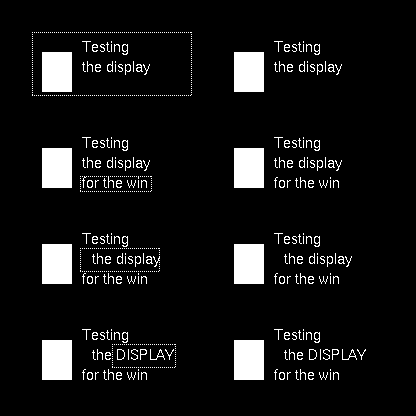 Testing
the display
Testing
the display
Testing
the display
for the win
Testing
the display
for the win
Testing
the display
for the win
Testing
the display
for the win
Testing
the DISPLAY
for the win
Testing
the DISPLAY
for the win